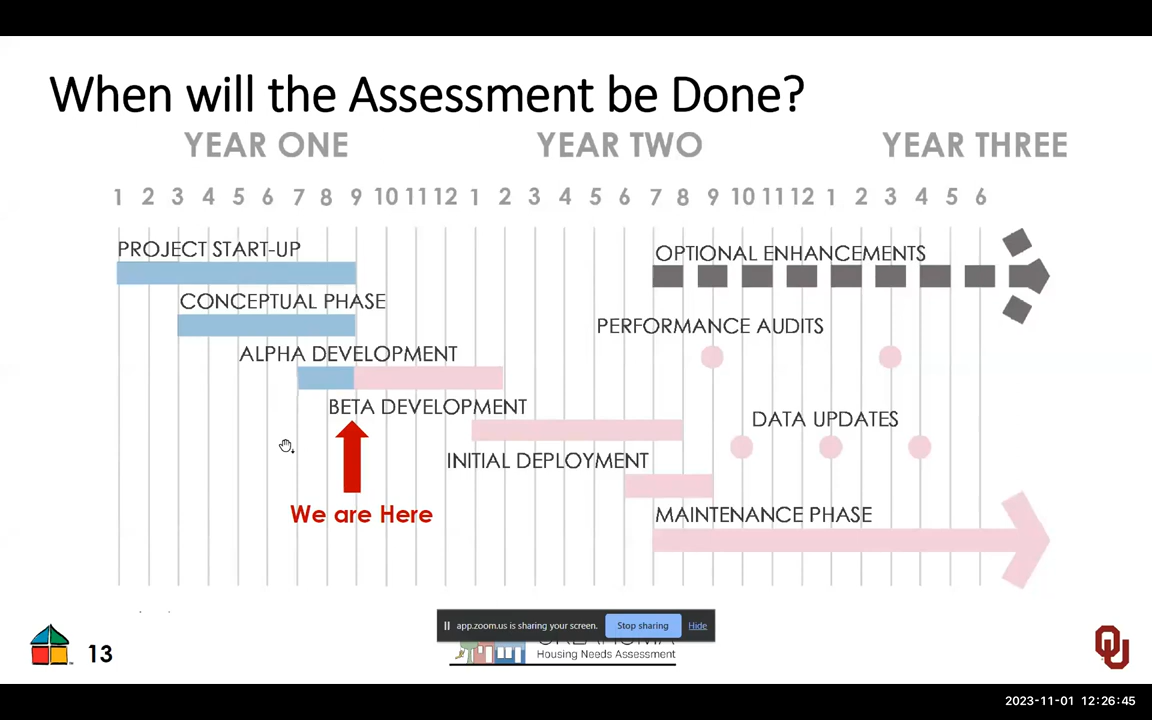 When will the Assessment be Done?
YEAR ONE YEAR TWO YEAR THREE
1 2 3 4 5 6 7 8 9 10 11 12 1 2 3 4 5 6 7 8 9 10 11 12 1 2 3 4 5 6
PROJECT START-UP
OPTIONAL ENHANCEMENTS
CONCEPTUAL PHASE
PERFORMANCE AUDITS
ALPHA DEVELOPMENT
BETA DEVELOPMENT
DATA UPDATES
INITIAL DEPLOYMENT
We are Here
MAINTENANCE PHASE
app.zoom.us is sharing your screen. Stop sharing Hide
Housing Needs Assessment
13
OU
2023-11-01 12:26:45